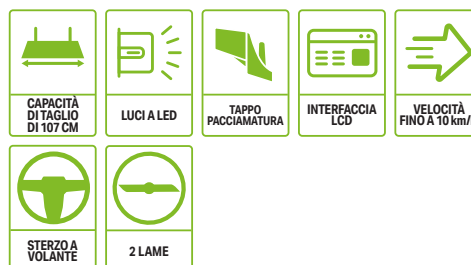 CAPACITÀ
DI TAGLIO
DI 107 CM
LUCI A LED
TAPPO
PACCIAMATURA
INTERFACCIA
LCD
VELOCITÀ
FINO A 10 km/
STERZO A
VOLANTE
2 LAME